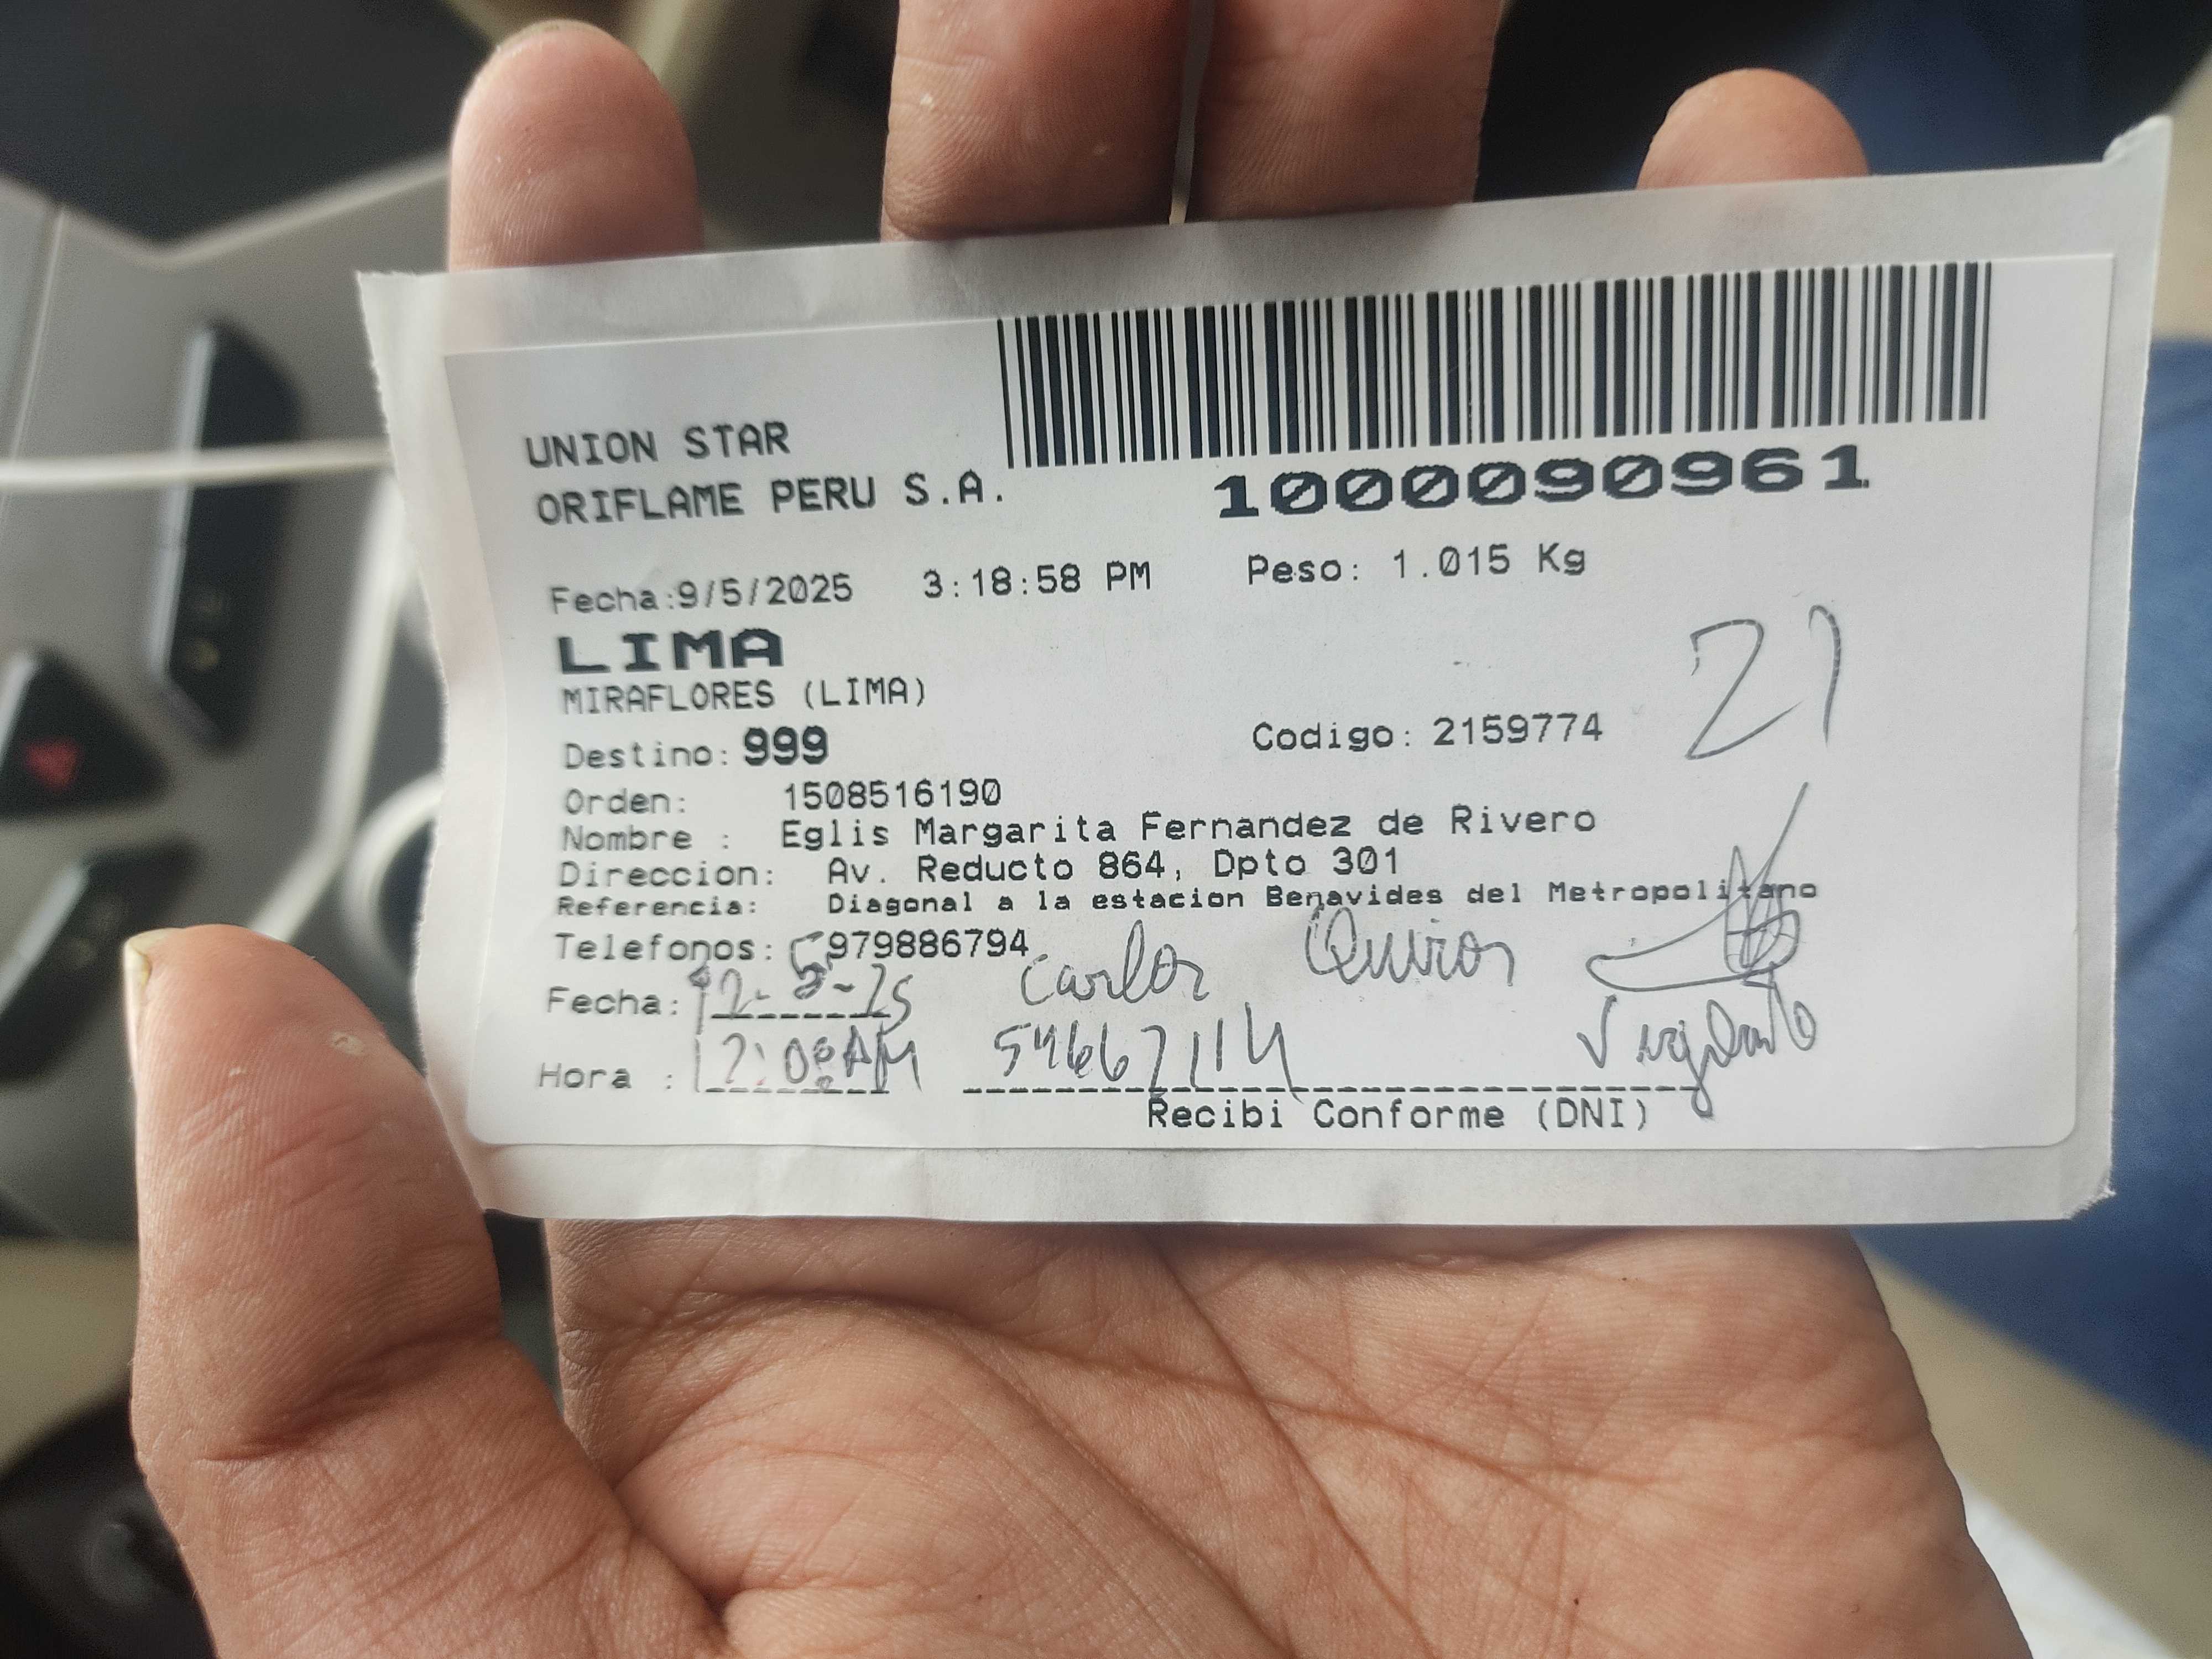 UNION STAR
ORIFLAME PERU S.A.
1000090961
Fecha:9/5/2025 3:18:58 PM Peso: 1.015 Kg
LIMA
MIRAFLORES (LIMA)
21
Destino: 999 Codigo: 2159774
Orden: 1508516190
Nombre : Eglis Margarita Fernandez de Rivero
Direccion: Av. Reducto 864, Dpto 301
Referencia: Diagonal a la estacion Benavides del Metropolitano
Telefonos: 979886794
Carlos Quiros
Fecha: 12-5-25
Hora : 12:00AM 54667114 Vigilante
Recibi Conforme (DNI)